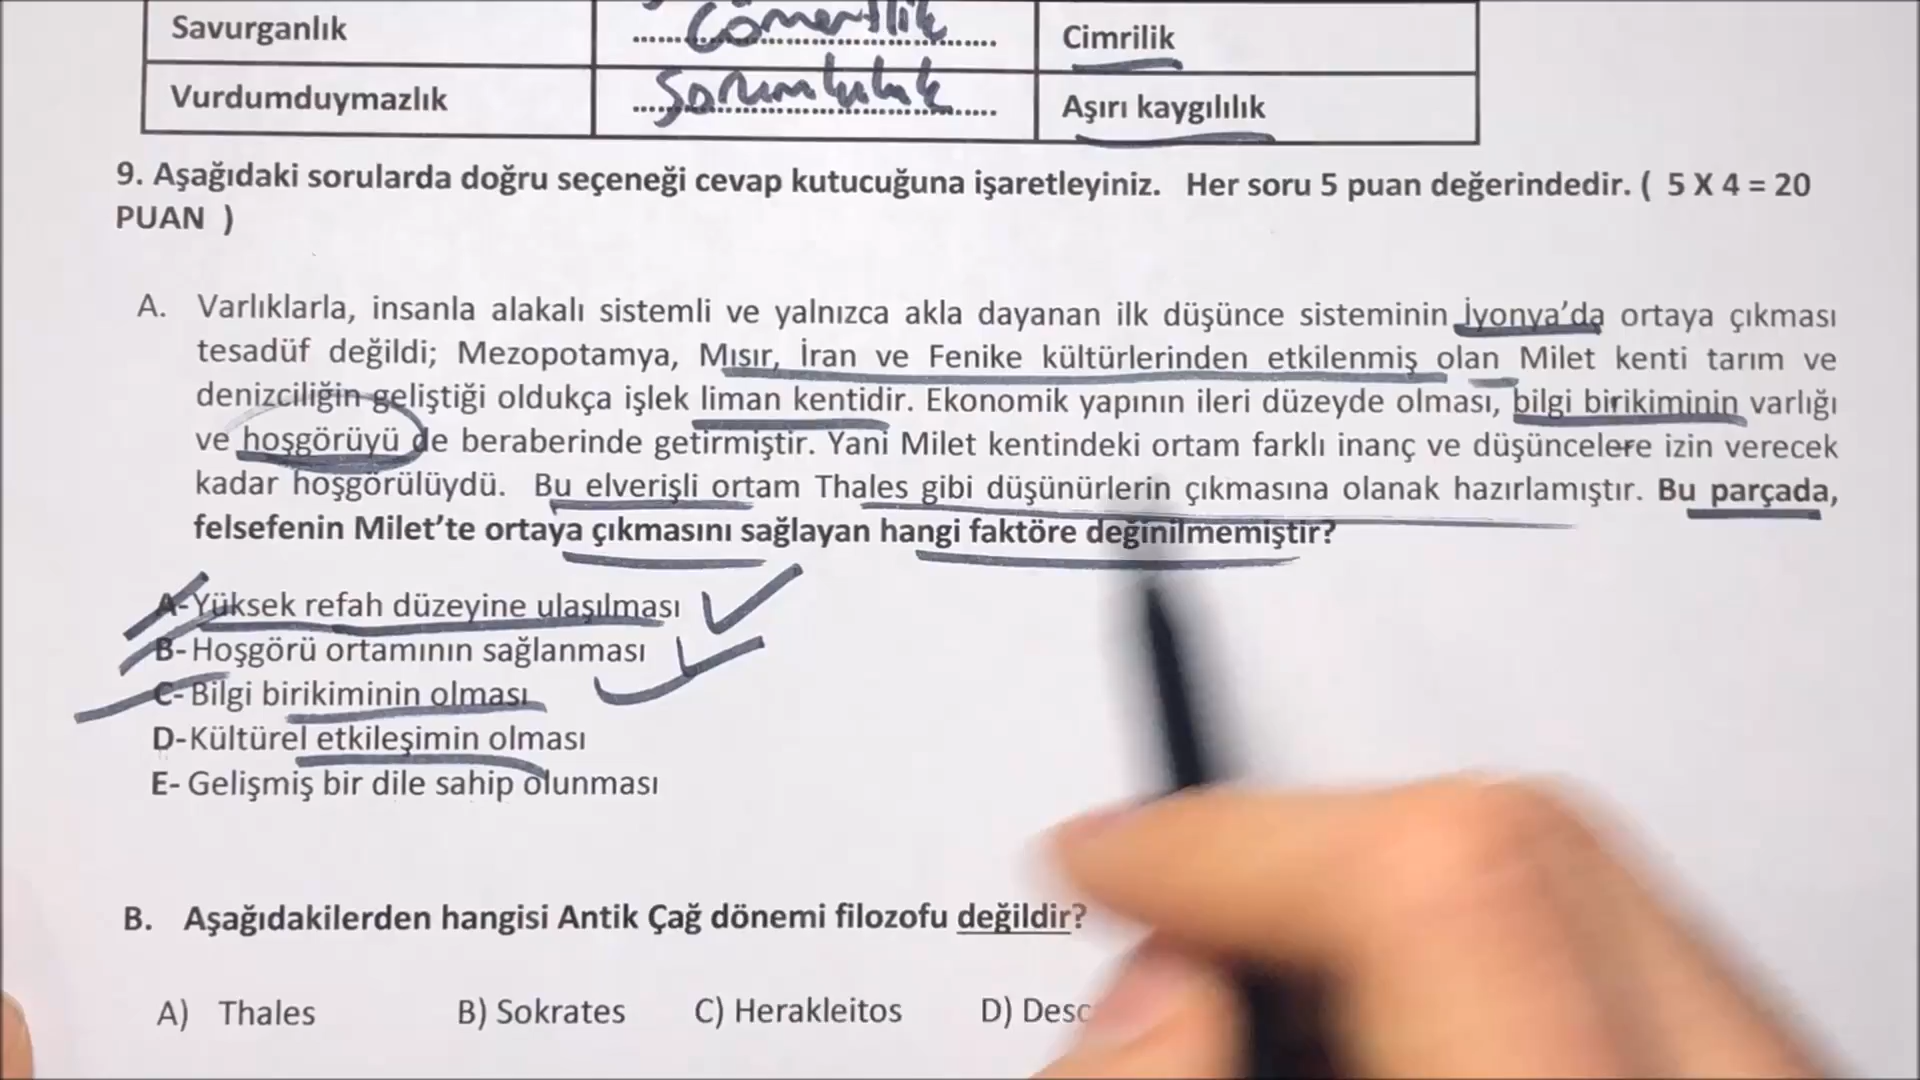 Savurganlık Cömertlik Cimrilik
Vurdumduymazlık Sorumluluk Aşırı kaygılılık
9. Aşağıdaki sorularda doğru seçeneği cevap kutucuğuna işaretleyiniz. Her soru 5 puan değerindedir. ( 5 X 4 = 20
PUAN )
A. Varlıklarla, insanla alakalı sistemli ve yalnızca akla dayanan ilk düşünce sisteminin İyonya’da ortaya çıkması
tesadüf değildi; Mezopotamya, Mısır, İran ve Fenike kültürlerinden etkilenmiş olan Milet kenti tarım ve
denizciliğin geliştiği oldukça işlek liman kentidir. Ekonomik yapının ileri düzeyde olması, bilgi birikiminin varlığı
ve hoşgörüyü de beraberinde getirmiştir. Yani Milet kentindeki ortam farklı inanç ve düşüncelere izin verecek
kadar hoşgörülüydü. Bu elverişli ortam Thales gibi düşünürlerin çıkmasına olanak hazırlamıştır. Bu parçada,
felsefenin Milet’te ortaya çıkmasını sağlayan hangi faktöre değinilmemiştir?
A-Yüksek refah düzeyine ulaşılması
B-Hoşgörü ortamının sağlanması
C-Bilgi birikiminin olması
D-Kültürel etkileşimin olması
E- Gelişmiş bir dile sahip olunması
B. Aşağıdakilerden hangisi Antik Çağ dönemi filozofu değildir?
A) Thales B) Sokrates C) Herakleitos D) Desc